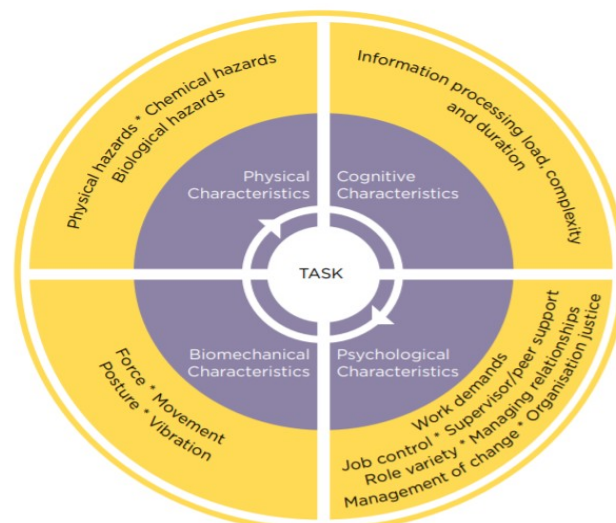 Physical hazards * Chemical hazards
Biological hazards
Information processing load, complexity
and duration
Physical
Characteristics
Cognitive
Characteristics
TASK
Biomechanical
Characteristics
Psychological
Characteristics
Force * Movement
Posture * Vibration
Work demands
Job control * Supervisor/peer support
Role variety * Managing relationships
Management of change * Organisation justice